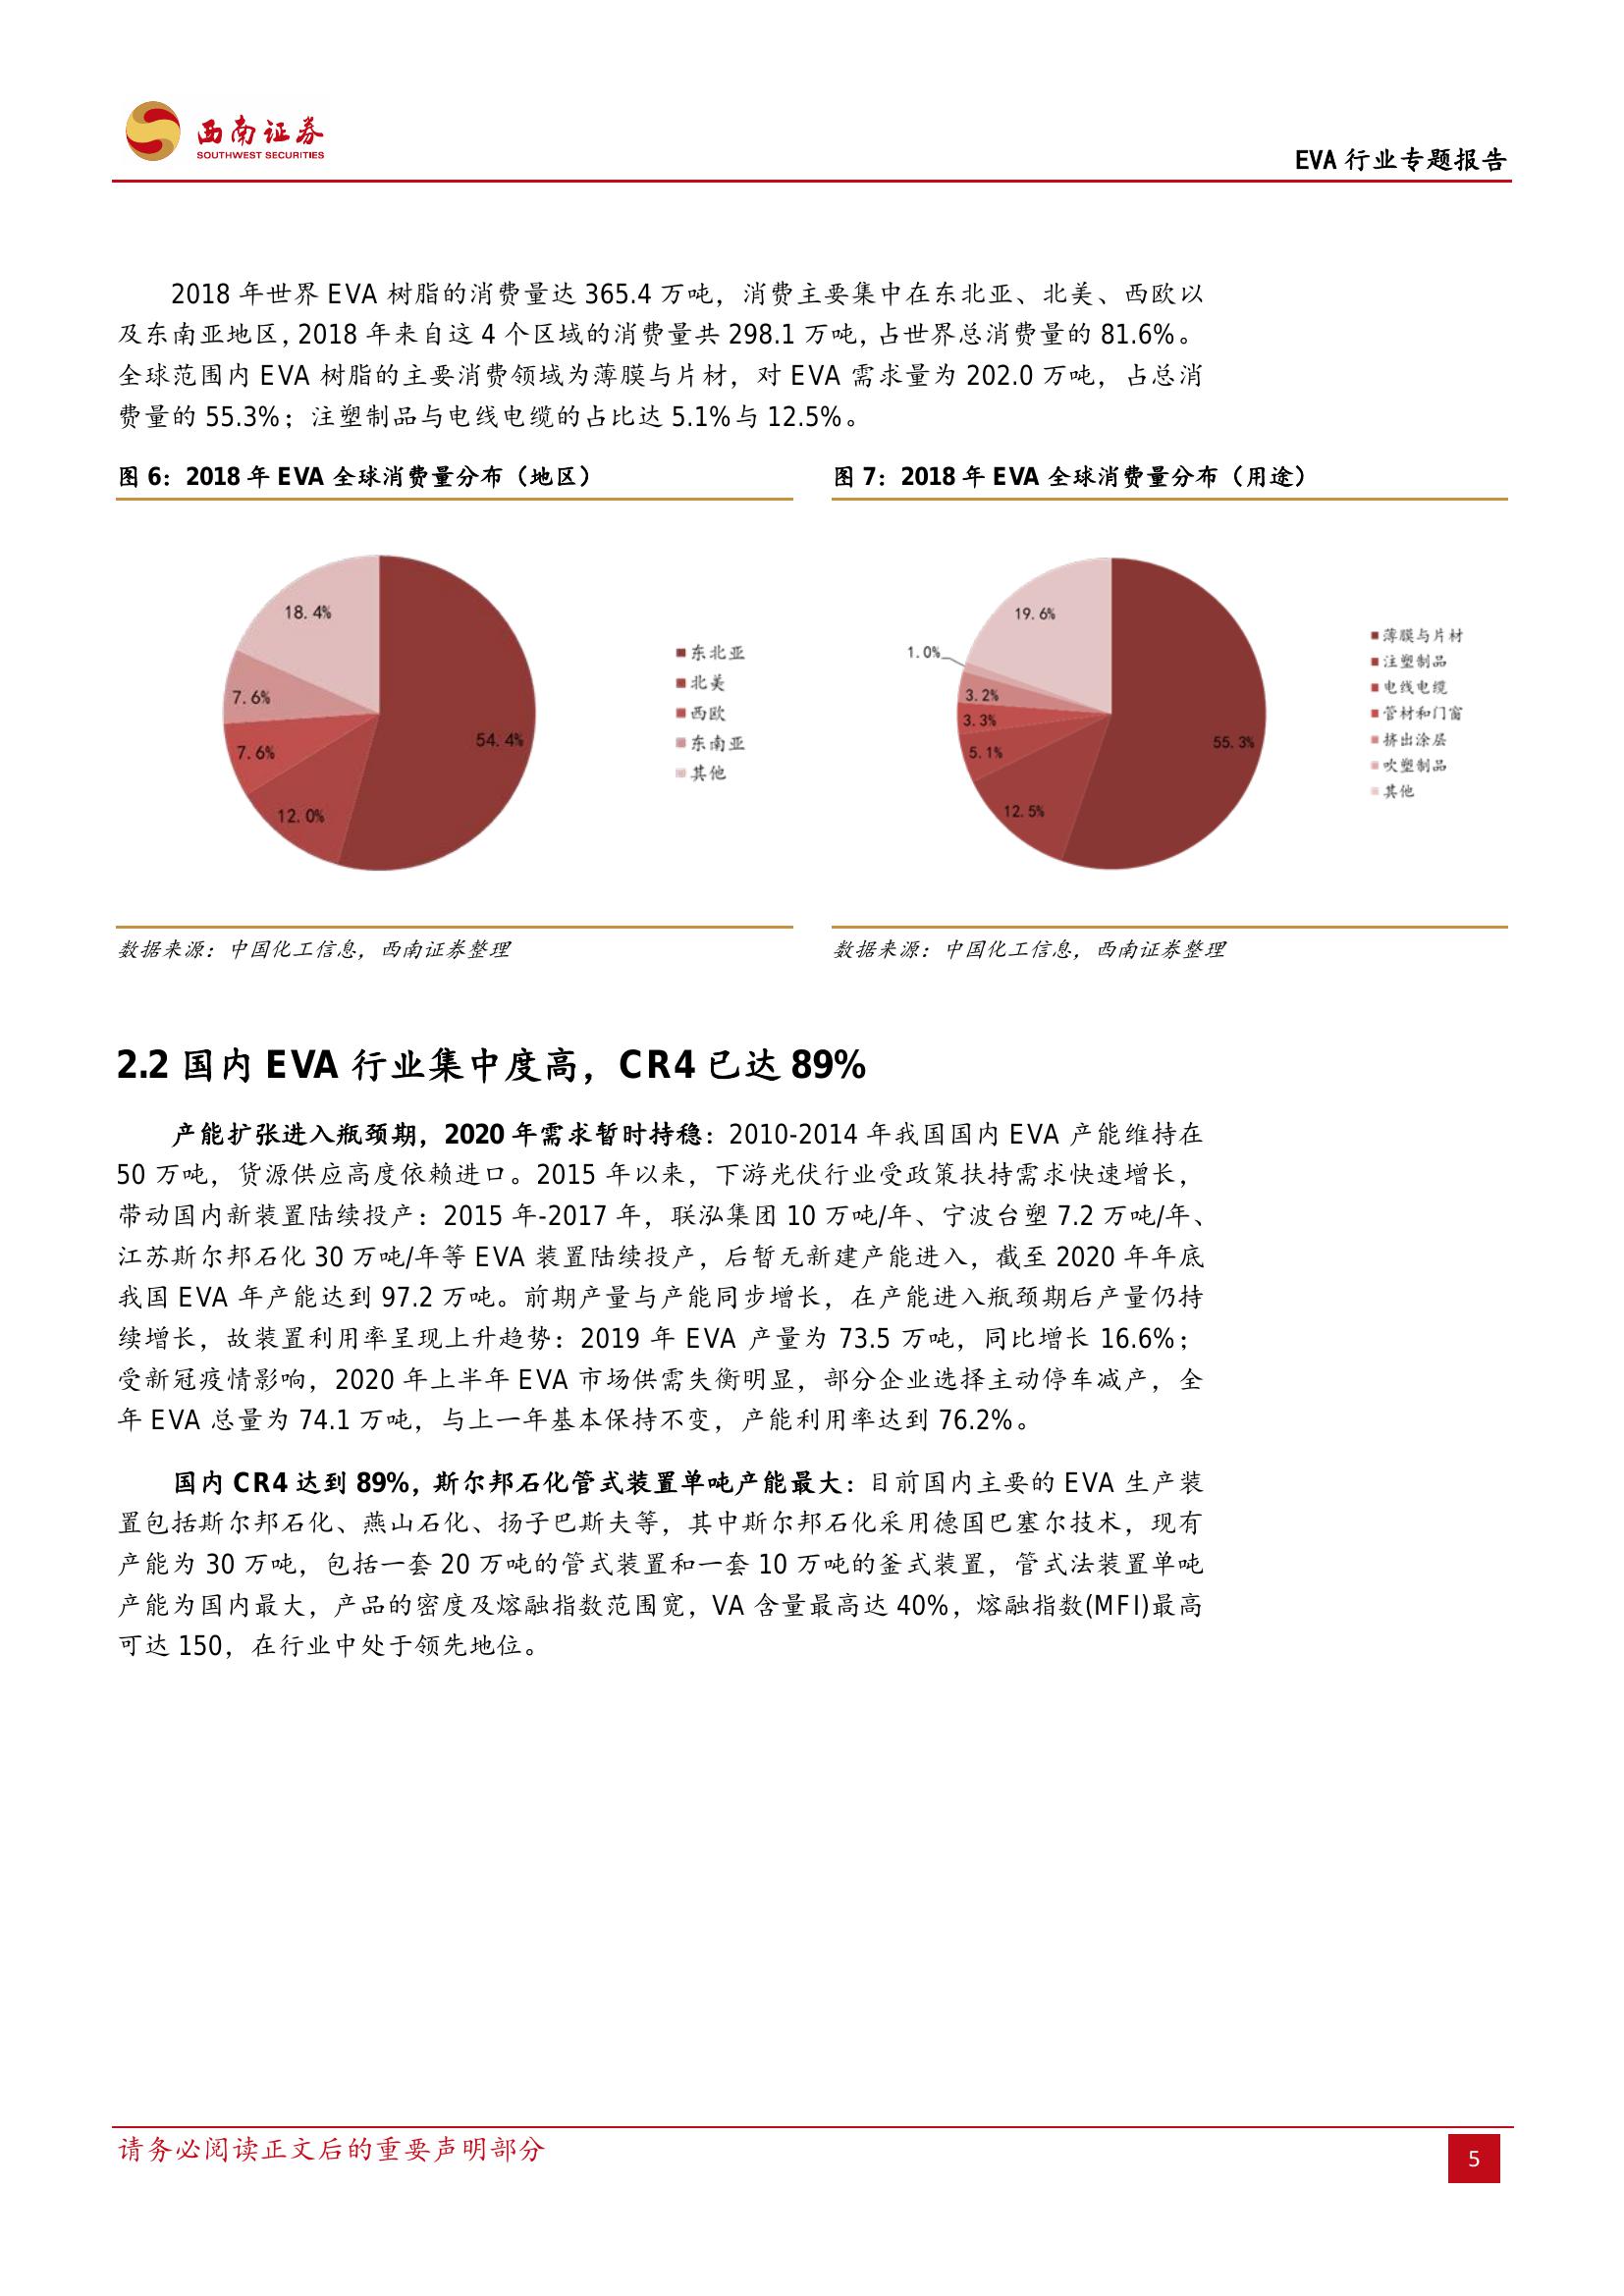 西南证券
SOUTHWEST SECURITIES
EVA 行业专题报告
2018 年世界 EVA 树脂的消费量达 365.4 万吨，消费主要集中在东北亚、北美、西欧以
及东南亚地区，2018 年来自这 4 个区域的消费量共 298.1 万吨，占世界总消费量的 81.6%。
全球范围内 EVA 树脂的主要消费领域为薄膜与片材，对 EVA 需求量为 202.0 万吨，占总消
费量的 55.3%；注塑制品与电线电缆的占比达 5.1%与 12.5%。
图 6：2018 年 EVA 全球消费量分布（地区）
18.4%
7.6%
7.6%
12.0%
54.4%
东北亚
北美
西欧
东南亚
其他
数据来源：中国化工信息，西南证券整理
图 7：2018 年 EVA 全球消费量分布（用途）
19.6%
1.0%
3.2%
3.3%
5.1%
12.5%
55.3%
薄膜与片材
注塑制品
电线电缆
管材和门窗
挤出涂层
吹塑制品
其他
数据来源：中国化工信息，西南证券整理
2.2 国内 EVA 行业集中度高，CR4 已达 89%
产能扩张进入瓶颈期，2020 年需求暂时持稳：2010-2014 年我国国内 EVA 产能维持在
50 万吨，货源供应高度依赖进口。2015 年以来，下游光伏行业受政策扶持需求快速增长，
带动国内新装置陆续投产：2015 年-2017 年，联泓集团 10 万吨/年、宁波台塑 7.2 万吨/年、
江苏斯尔邦石化 30 万吨/年等 EVA 装置陆续投产，后暂无新建产能进入，截至 2020 年年底
我国 EVA 年产能达到 97.2 万吨。前期产量与产能同步增长，在产能进入瓶颈期后产量仍持
续增长，故装置利用率呈现上升趋势：2019 年 EVA 产量为 73.5 万吨，同比增长 16.6%；
受新冠疫情影响，2020 年上半年 EVA 市场供需失衡明显，部分企业选择主动停车减产，全
年 EVA 总量为 74.1 万吨，与上一年基本保持不变，产能利用率达到 76.2%。
国内 CR4 达到 89%，斯尔邦石化管式装置单吨产能最大：目前国内主要的 EVA 生产装
置包括斯尔邦石化、燕山石化、扬子巴斯夫等，其中斯尔邦石化采用德国巴塞尔技术，现有
产能为 30 万吨，包括一套 20 万吨的管式装置和一套 10 万吨的釜式装置，管式法装置单吨
产能为国内最大，产品的密度及熔融指数范围宽，VA 含量最高达 40%，熔融指数(MFI)最高
可达 150，在行业中处于领先地位。
请务必阅读正文后的重要声明部分
5